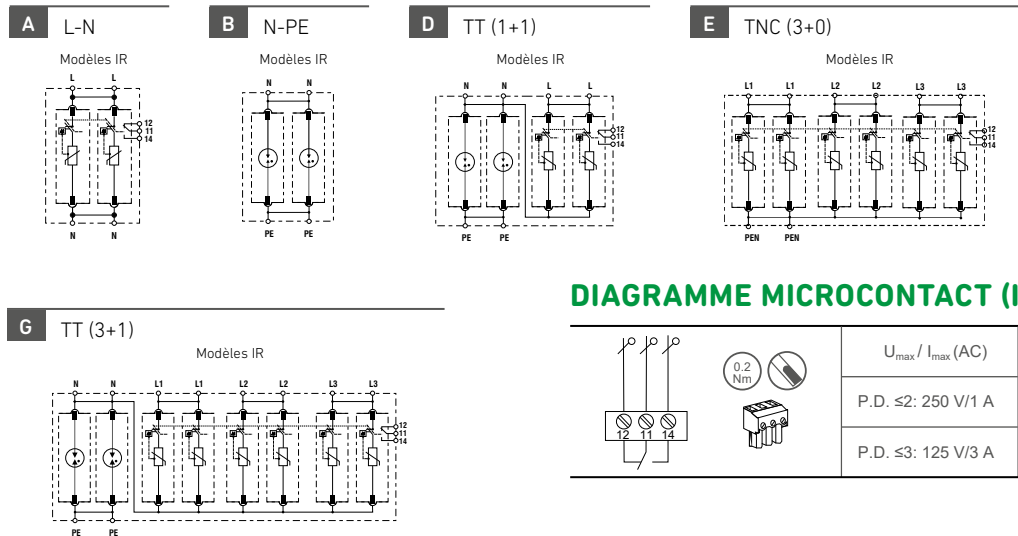 A L-N
Modèles IR
L L
12
11
14
N N
B N-PE
Modèles IR
N N
PE PE
D TT (1+1)
Modèles IR
N N L L
12
11
14
PE PE
E TNC (3+0)
Modèles IR
L1 L1 L2 L2 L3 L3
12
11
14
PEN PEN
G TT (3+1)
Modèles IR
N N L1 L1 L2 L2 L3 L3
12
11
14
PE PE
DIAGRAMME MICROCONTACT (I
12 11 14
0.2
Nm
Umax / Imax (AC)
P.D. ≤2: 250 V/1 A
P.D. ≤3: 125 V/3 A